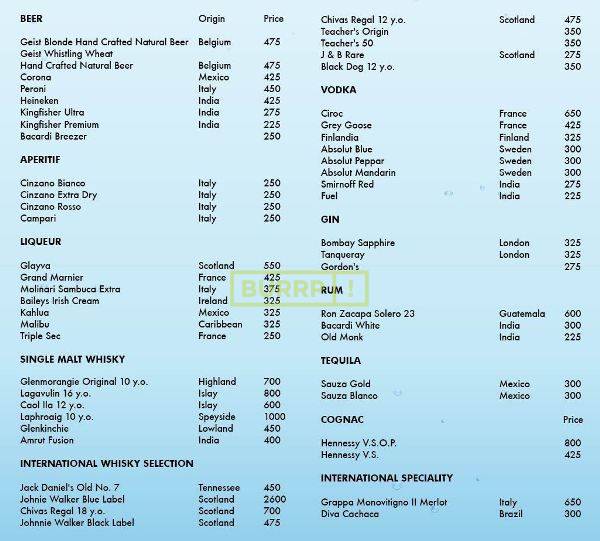 BEER Origin Price
Geist Blonde Hand Crafted Natural Beer Belgium 475
Geist Whistling Wheat
Hand Crafted Natural Beer Belgium 475
Corona Mexico 425
Peroni Italy 450
Heineken India 425
Kingfisher Ultra India 275
Kingfisher Premium India 225
Bacardi Breezer 250
APERITIF
Cinzano Bianco Italy 250
Cinzano Extra Dry Italy 250
Cinzano Rosso Italy 250
Campari Italy 250
LIQUEUR
Glayva Scotland 550
Grand Marnier France 425
Molinari Sambuca Extra Italy 375
Baileys Irish Cream Ireland 325
Kahlua Mexico 325
Malibu Caribbean 325
Triple Sec France 250
SINGLE MALT WHISKY
Glenmorangie Original 10 y.o. Highland 700
Lagavulin 16 y.o. Islay 800
Caol Ila 12 y.o. Islay 600
Laphroaig 10 y.o. Speyside 1000
Glenkinchie Lowland 450
Amrut Fusion India 400
INTERNATIONAL WHISKY SELECTION
Jack Daniel's Old No. 7 Tennessee 450
Johnie Walker Blue Label Scotland 2600
Chivas Regal 18 y.o. Scotland 700
Johnnie Walker Black Label Scotland 475
Chivas Regal 12 y.o. Scotland 475
Teacher's Origin 350
Teacher's 50 350
J & B Rare Scotland 275
Black Dog 12 y.o. 350
VODKA
Ciroc France 650
Grey Goose France 425
Finlandia Finland 325
Absolut Blue Sweden 300
Absolut Peppar Sweden 300
Absolut Mandarin Sweden 300
Smirnoff Red India 275
Fuel India 225
GIN
Bombay Sapphire London 325
Tanqueray London 325
Gordon's 275
RUM
Ron Zacapa Solero 23 Guatemala 600
Bacardi White India 300
Old Monk India 225
TEQUILA
Sauza Gold Mexico 300
Sauza Blanco Mexico 300
COGNAC Price
Hennessy V.S.O.P. 800
Hennessy V.S. 425
INTERNATIONAL SPECIALITY
Grappa Monovitigno II Merlot Italy 650
Diva Cachaca Brazil 300
BURRP!